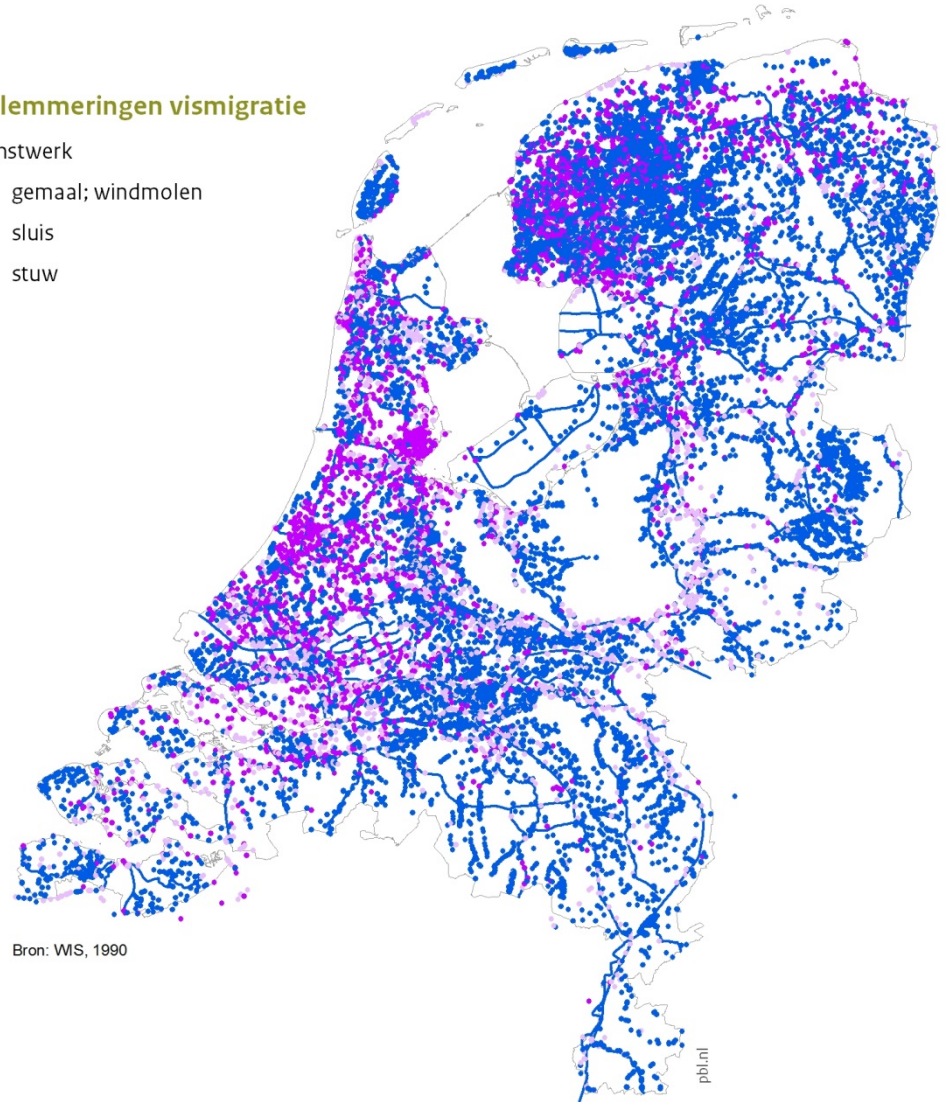 lemmeringen vismigratie
nstwerk
gemaal; windmolen
sluis
stuw
Bron: WIS, 1990
pbl.nl